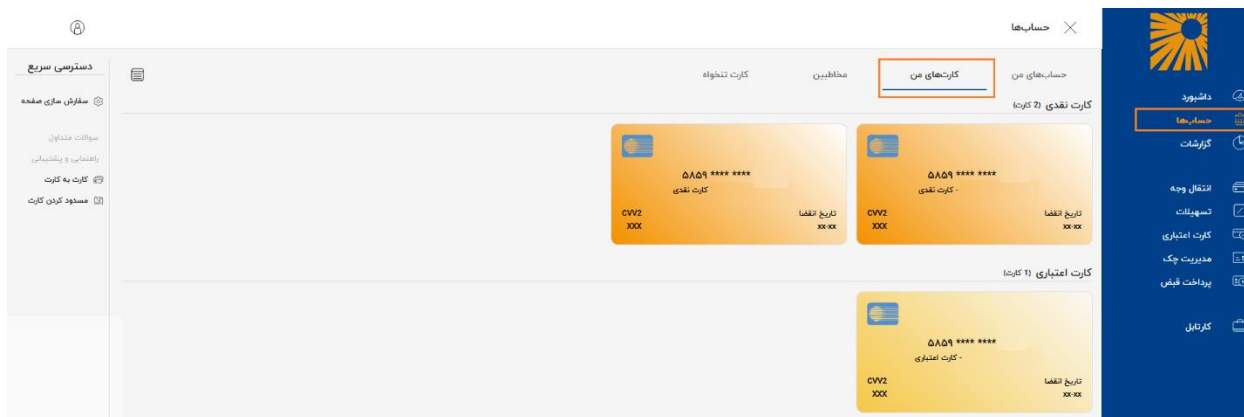 حساب‌ها
داشبورد
حساب‌ها
گزارشات
انتقال وجه
تسهیلات
کارت اعتباری
مدیریت چک
پرداخت قبض
کارتابل
حساب‌های من
کارت‌های من
مخاطبین
کارت تنخواه
کارت نقدی (2 کارت)
۵۸۵۹ **** ****
- کارت نقدی
تاریخ انقضا
CVV2
xx-xx
XXX
۵۸۵۹ **** ****
کارت نقدی
تاریخ انقضا
CVV2
xx-xx
XXX
کارت اعتباری (1 کارت)
۵۸۵۹ **** ****
- کارت اعتباری
تاریخ انقضا
CVV2
xx-xx
XXX
دسترسی سریع
سفارش سازی صفحه
سوالات متداول
راهنمایی و پشتیبانی
کارت به کارت
مسدود کردن کارت